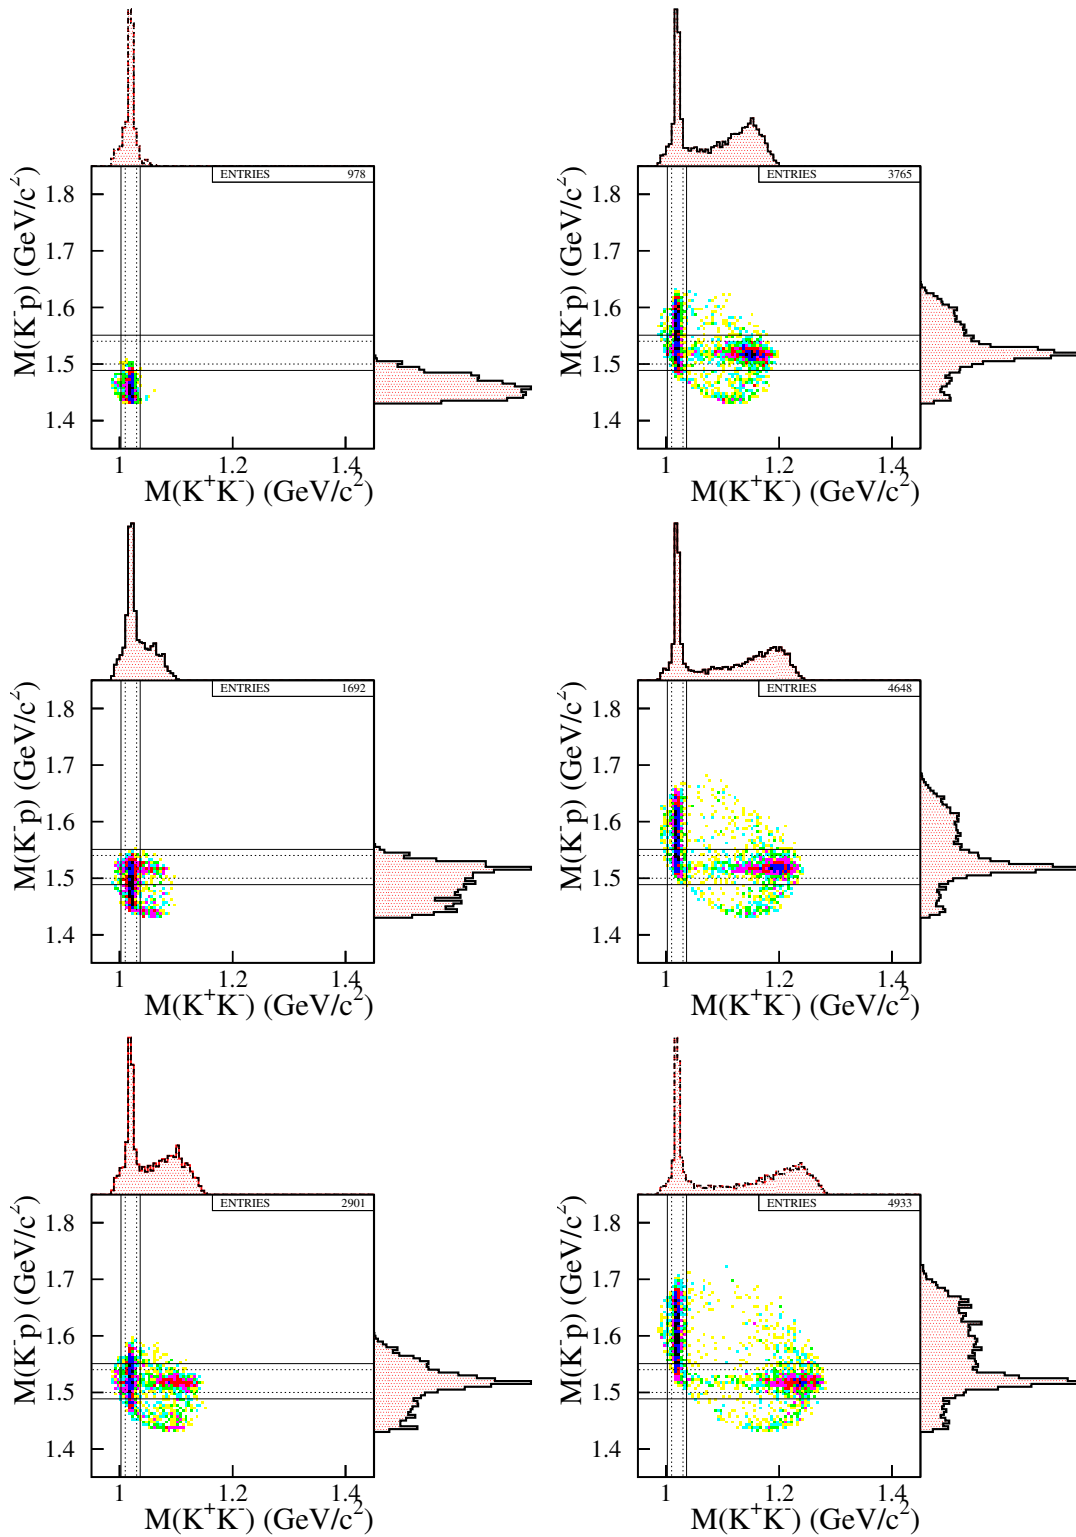 ENTRIES 978
1.8
1.7
1.6
1.5
1.4
M(K⁻p) (GeV/c²)
1 1.2 1.4
M(K⁺K⁻) (GeV/c²)
ENTRIES 3765
1.8
1.7
1.6
1.5
1.4
M(K⁻p) (GeV/c²)
1 1.2 1.4
M(K⁺K⁻) (GeV/c²)
ENTRIES 1692
1.8
1.7
1.6
1.5
1.4
M(K⁻p) (GeV/c²)
1 1.2 1.4
M(K⁺K⁻) (GeV/c²)
ENTRIES 4648
1.8
1.7
1.6
1.5
1.4
M(K⁻p) (GeV/c²)
1 1.2 1.4
M(K⁺K⁻) (GeV/c²)
ENTRIES 2901
1.8
1.7
1.6
1.5
1.4
M(K⁻p) (GeV/c²)
1 1.2 1.4
M(K⁺K⁻) (GeV/c²)
ENTRIES 4933
1.8
1.7
1.6
1.5
1.4
M(K⁻p) (GeV/c²)
1 1.2 1.4
M(K⁺K⁻) (GeV/c²)